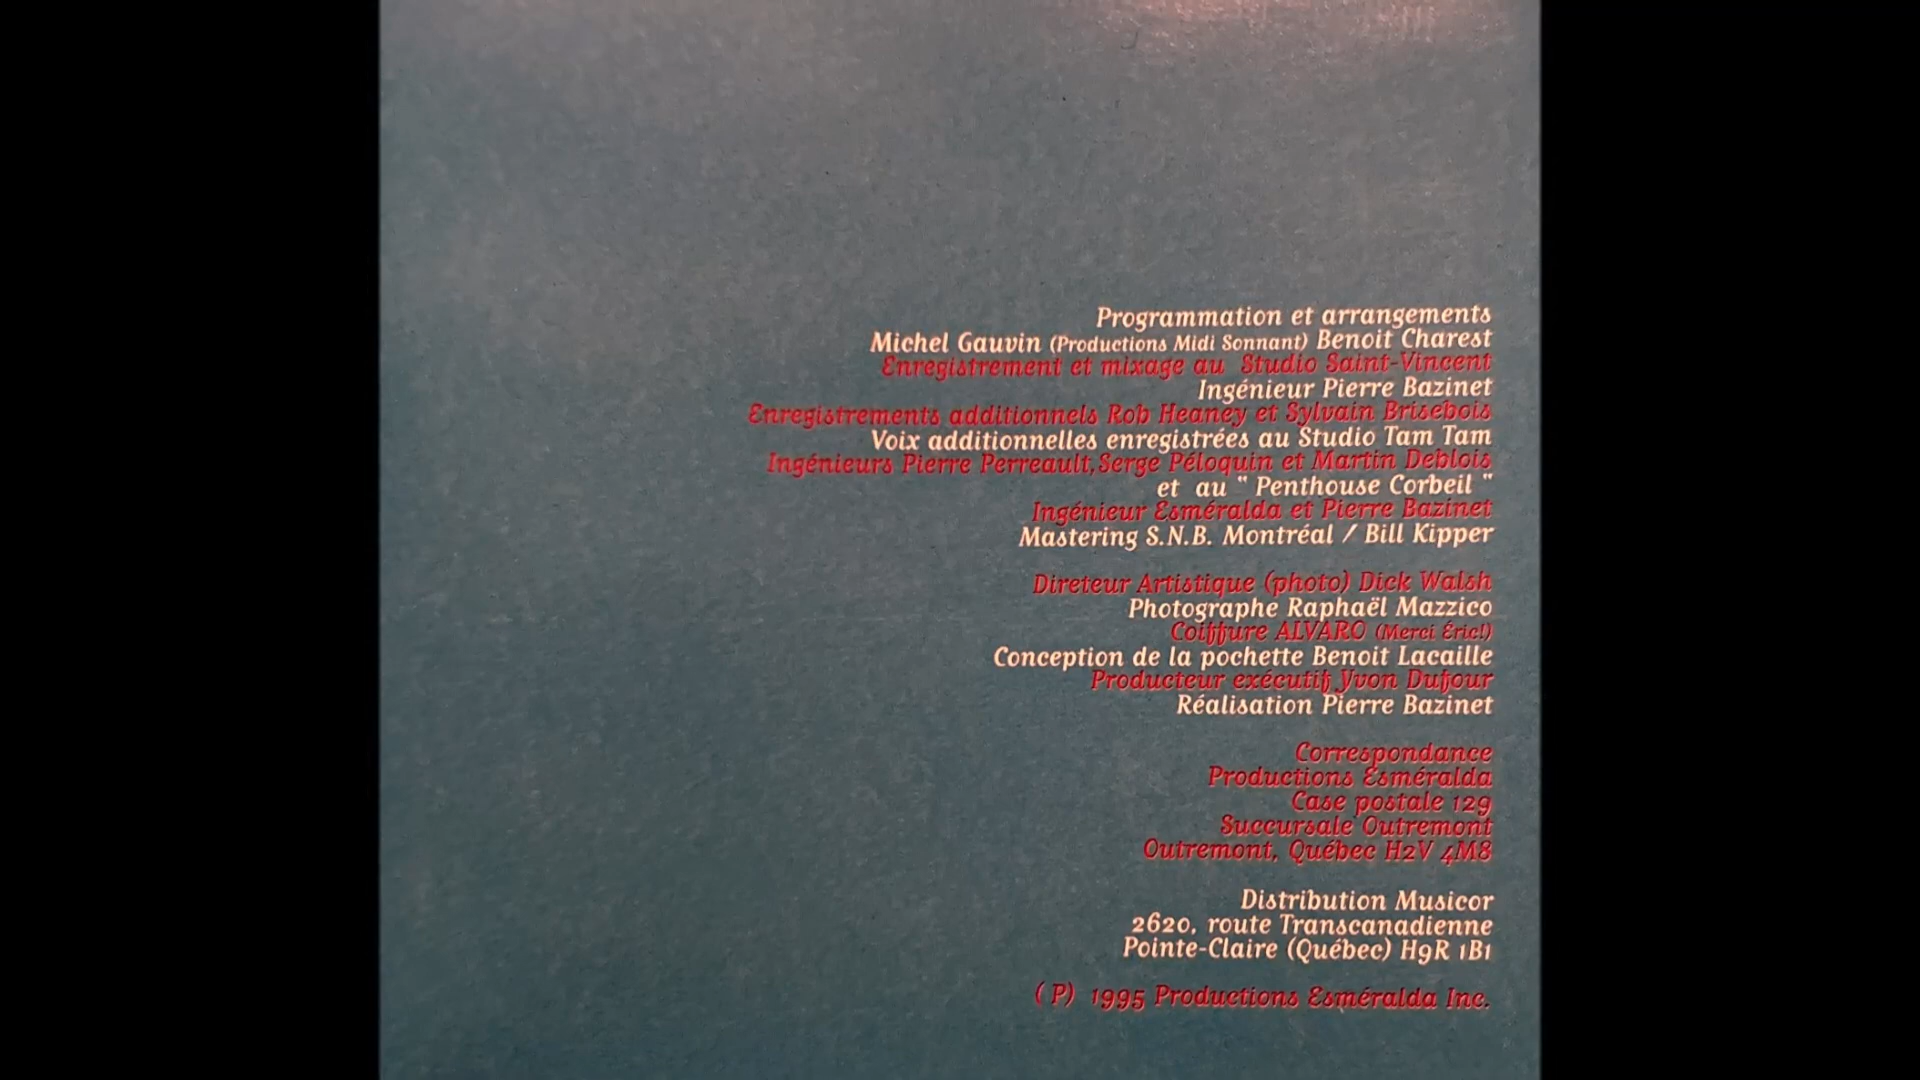 Programmation et arrangements
Michel Gauvin (Productions Midi Sonnant) Benoit Charest
Enregistrement et mixage au Studio Saint-Vincent
Ingénieur Pierre Bazinet
Enregistrements additionnels Rob Heaney et Sylvain Brisebois
Voix additionnelles enregistrées au Studio Tam Tam
Ingénieurs Pierre Perreault, Serge Péloquin et Martin Deblois
et au " Penthouse Corbeil "
Ingénieur Esméralda et Pierre Bazinet
Mastering S.N.B. Montréal / Bill Kipper
Direteur Artistique (photo) Dick Walsh
Photographe Raphaël Mazzico
Coiffure ALVARO (Merci Éric!)
Conception de la pochette Benoit Lacaille
Producteur exécutif Yvon Dufour
Réalisation Pierre Bazinet
Correspondance
Productions Esméralda
Case postale 129
Succursale Outremont
Outremont, Québec H2V 4M8
Distribution Musicor
2620, route Transcanadienne
Pointe-Claire (Québec) H9R 1B1
( P) 1995 Productions Esméralda Inc.